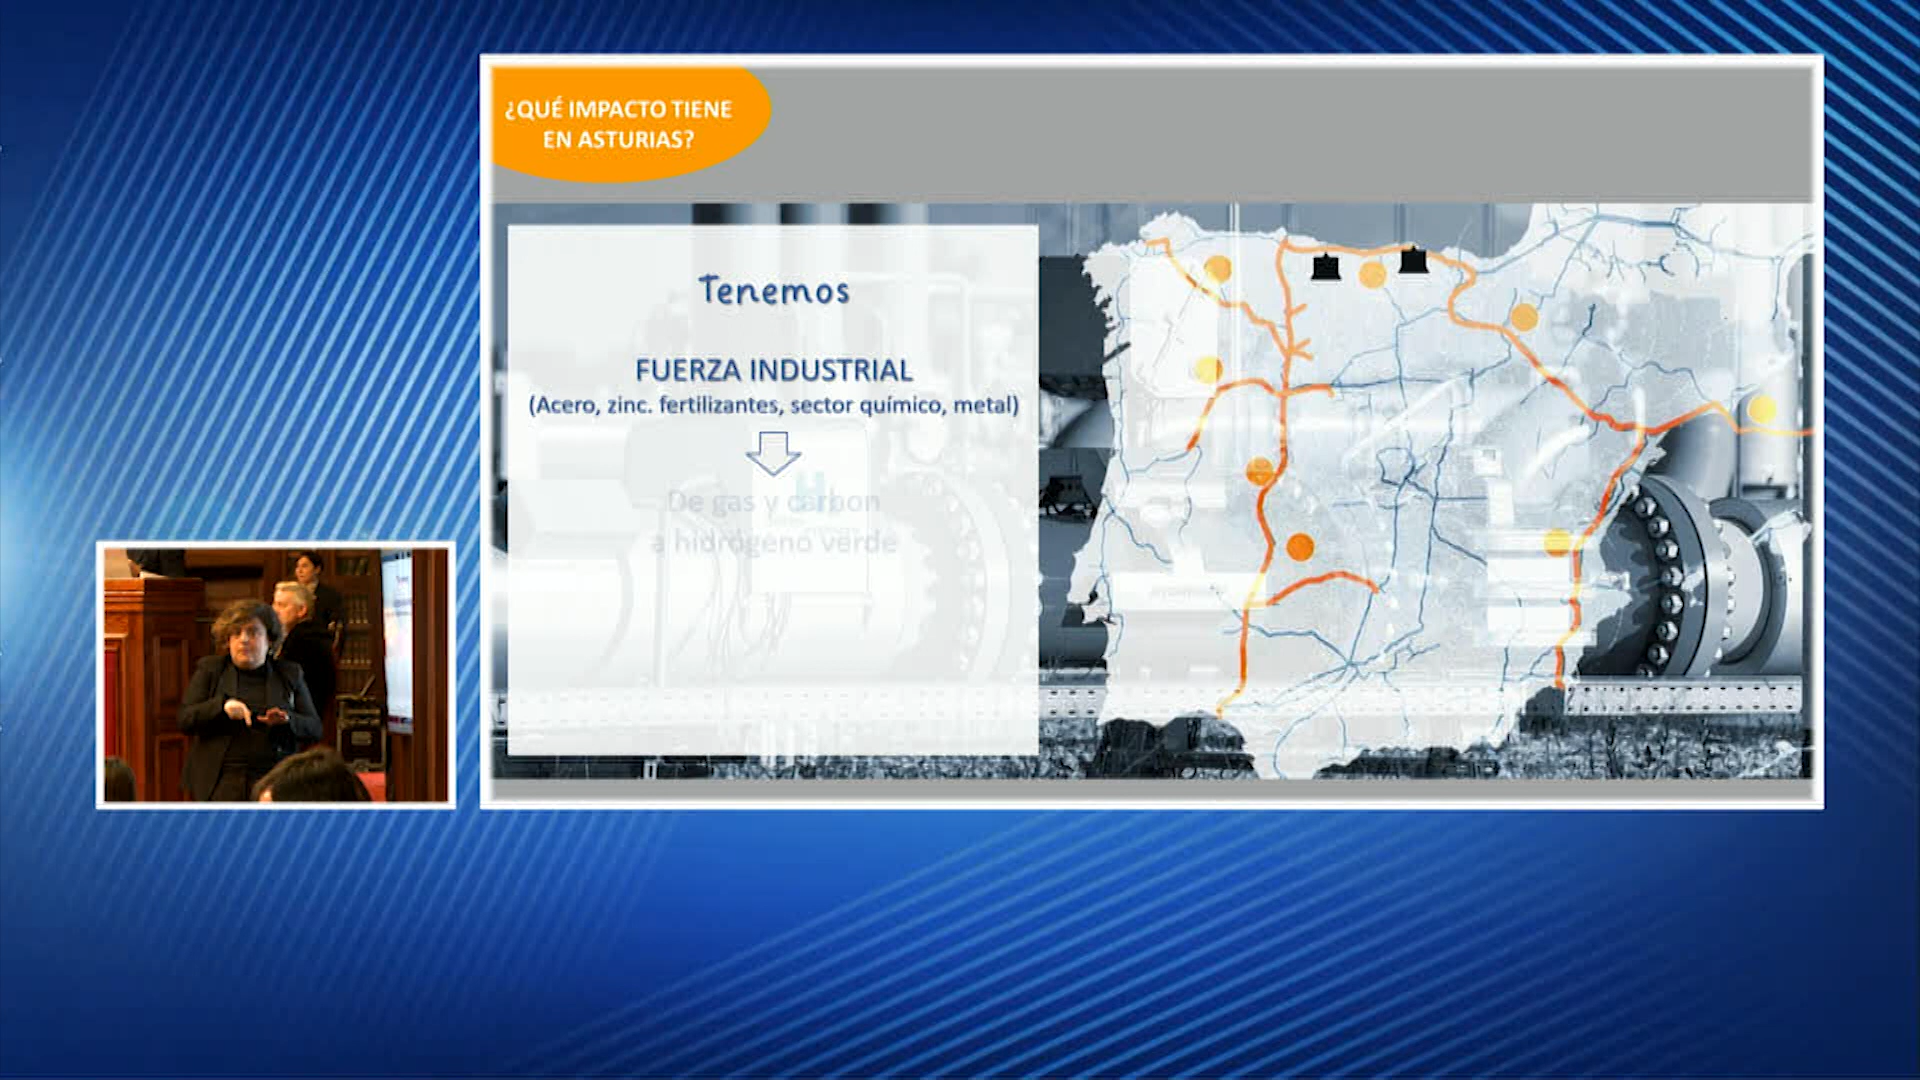 ¿QUÉ IMPACTO TIENE
EN ASTURIAS?
Tenemos
FUERZA INDUSTRIAL
(Acero, zinc. fertilizantes, sector químico, metal)
De gas y carbon
a hidrógeno verde